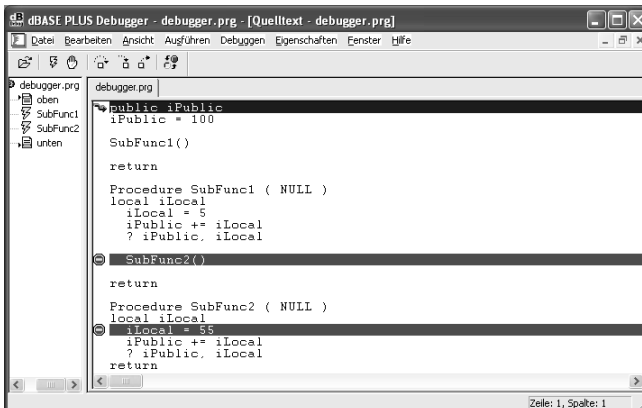 dBASE PLUS Debugger - debugger.prg - [Quelltext - debugger.prg]
Datei Bearbeiten Ansicht Ausführen Debuggen Eigenschaften Fenster Hilfe
debugger.prg
oben
SubFunc1
SubFunc2
unten
debugger.prg
public iPublic
iPublic = 100
SubFunc1()
return
Procedure SubFunc1 ( NULL )
local iLocal
iLocal = 5
iPublic += iLocal
? iPublic, iLocal
SubFunc2()
return
Procedure SubFunc2 ( NULL )
local iLocal
iLocal = 55
iPublic += iLocal
? iPublic, iLocal
return
Zeile: 1, Spalte: 1